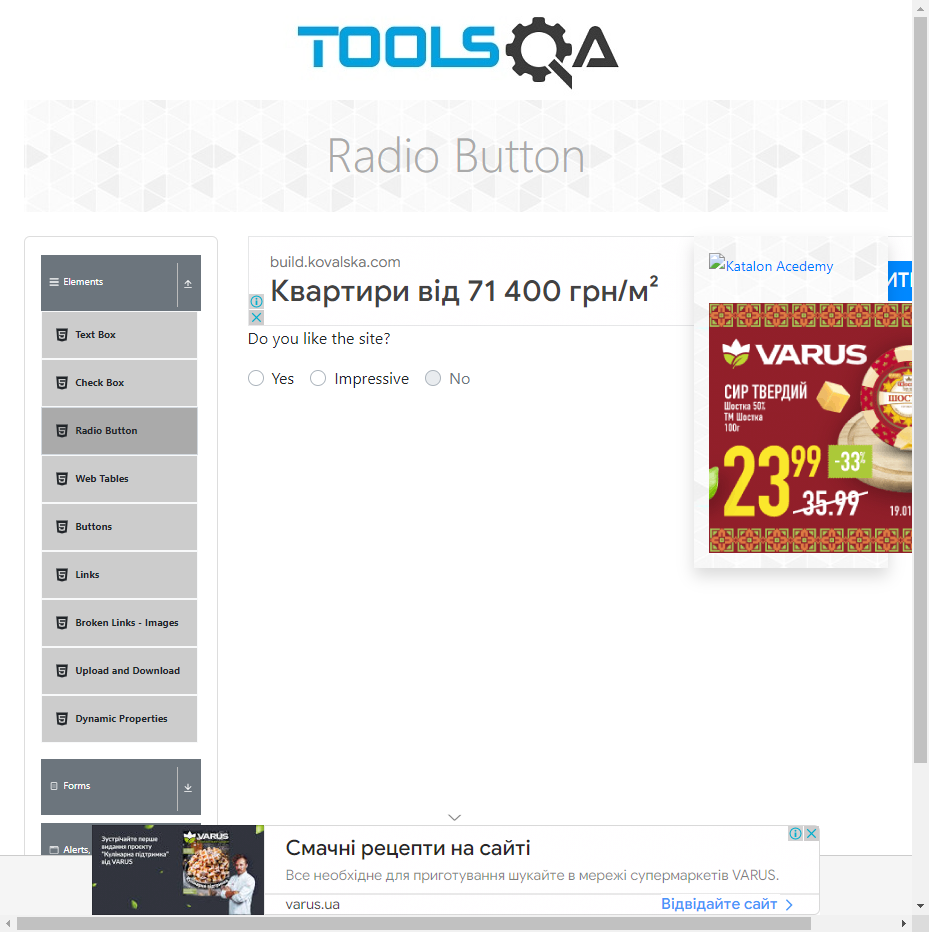 TOOLSQA
Radio Button
Elements
Text Box
Check Box
Radio Button
Web Tables
Buttons
Links
Broken Links - Images
Upload and Download
Dynamic Properties
Forms
Alerts,
build.kovalska.com
Квартири від 71 400 грн/м²
Do you like the site?
Yes
Impressive
No
Katalon Acedemy
VARUS
СИР ТВЕРДИЙ
Шостка 50%
ТМ Шостка
100г
23 99
-33%
35.99
19.01
Зустрічайте перше
видання проєкту
"Кулінарна підтримка"
від VARUS
VARUS
Смачні рецепти на сайті
Все необхідне для приготування шукайте в мережі супермаркетів VARUS.
varus.ua
Відвідайте сайт